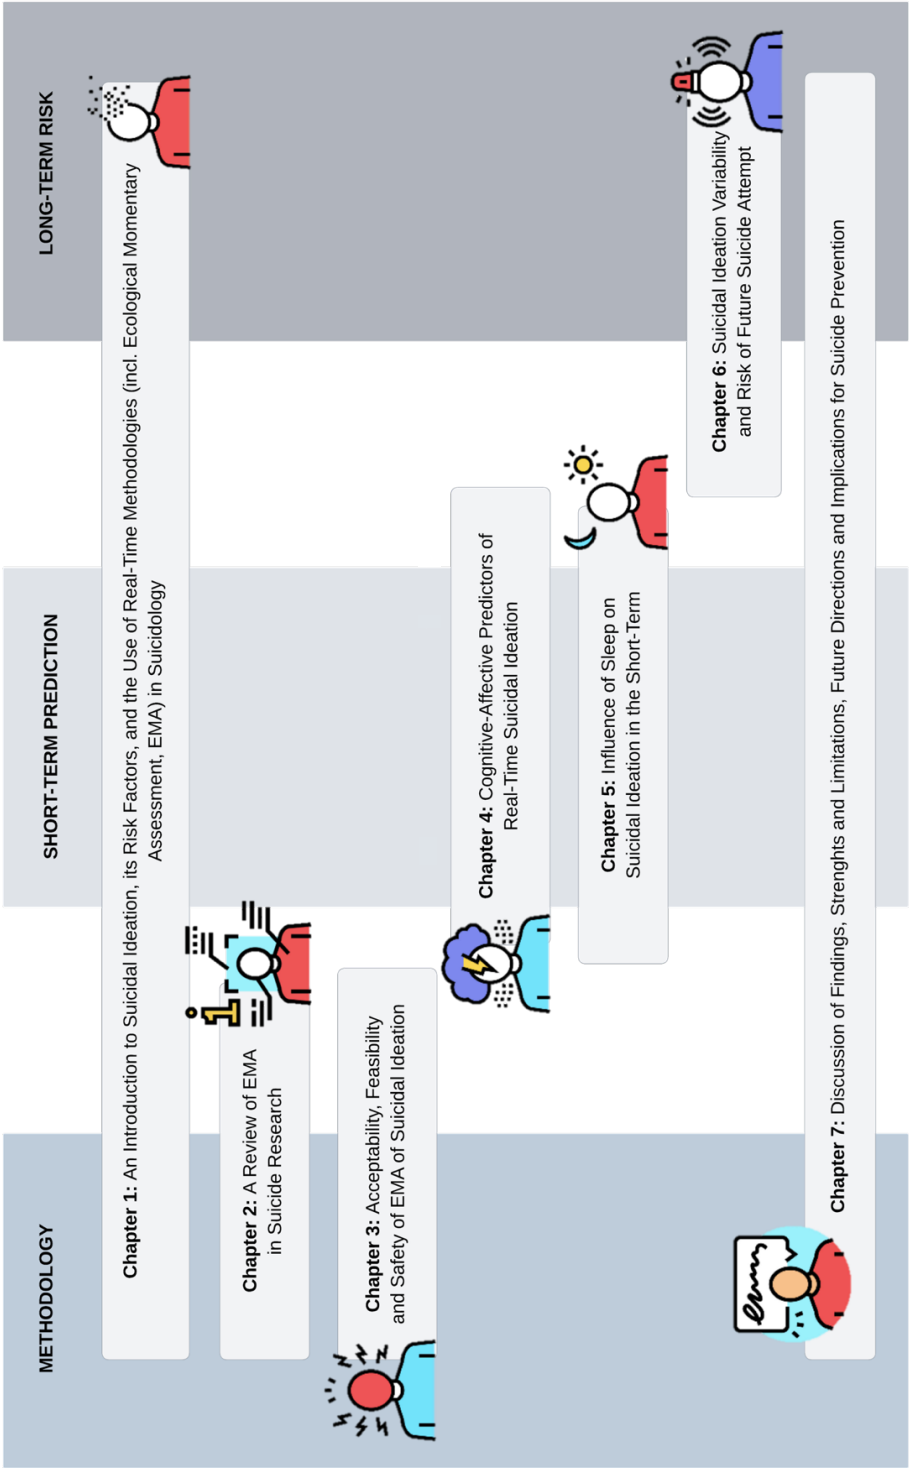 METHODOLOGY
SHORT-TERM PREDICTION
LONG-TERM RISK
Chapter 1: An Introduction to Suicidal Ideation, its Risk Factors, and the Use of Real-Time Methodologies (incl. Ecological Momentary
Assessment, EMA) in Suicidology
Chapter 2: A Review of EMA
in Suicide Research
Chapter 3: Acceptability, Feasibility
and Safety of EMA of Suicidal Ideation
Chapter 4: Cognitive-Affective Predictors of
Real-Time Suicidal Ideation
Chapter 5: Influence of Sleep on
Suicidal Ideation in the Short-Term
Chapter 6: Suicidal Ideation Variability
and Risk of Future Suicide Attempt
Chapter 7: Discussion of Findings, Strenghts and Limitations, Future Directions and Implications for Suicide Prevention